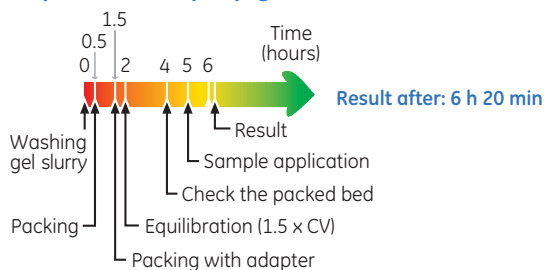 1.5
Time
(hours)
0.5
0 2 4 5 6
Result after: 6 h 20 min
Result
Washing
gel slurry
Sample application
Check the packed bed
Packing
Equilibration (1.5 x CV)
Packing with adapter